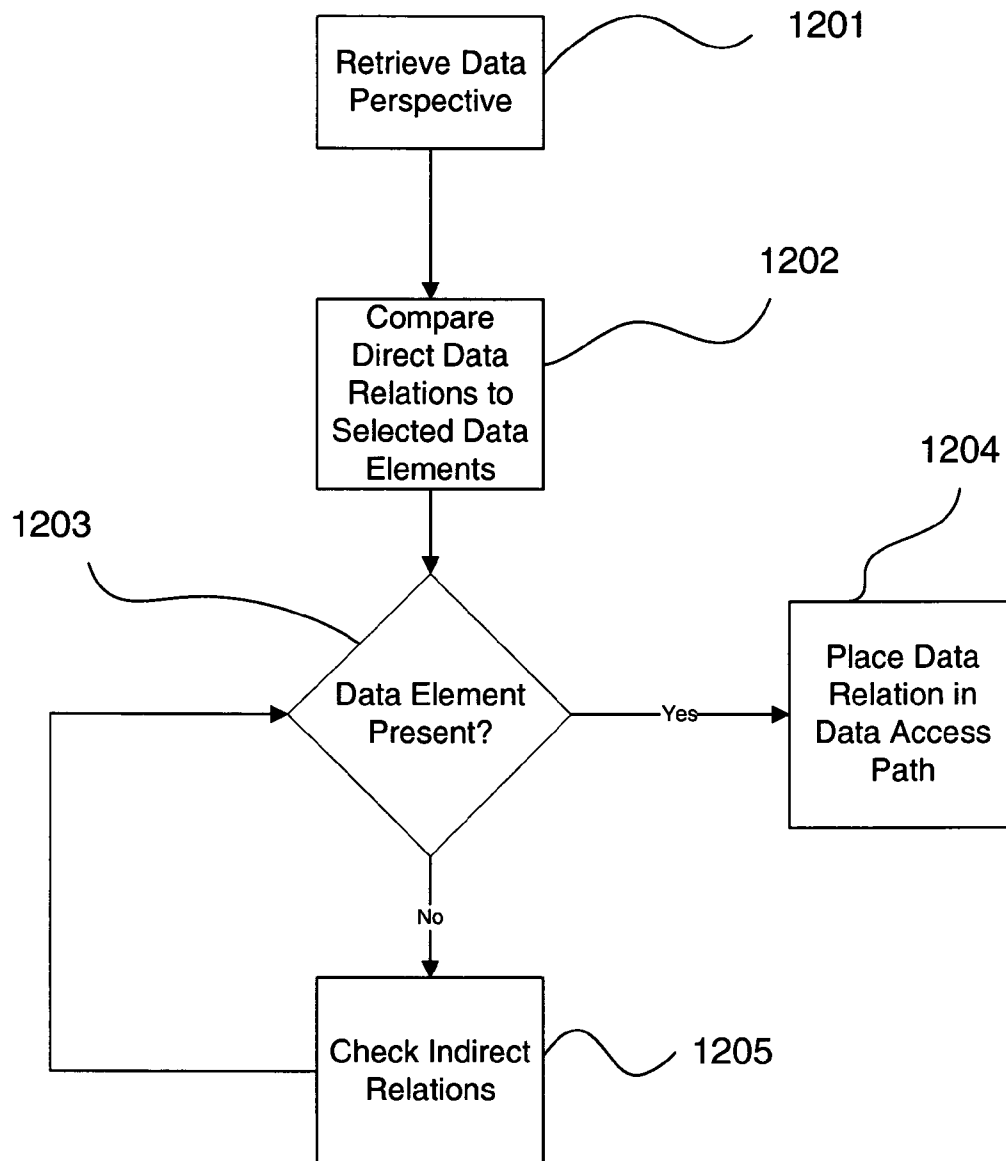 1201
Retrieve Data
Perspective
1202
Compare
Direct Data
Relations to
Selected Data
Elements
1204
1203
Data Element
Present?
Yes
Place Data
Relation in
Data Access
Path
No
Check Indirect
Relations
1205